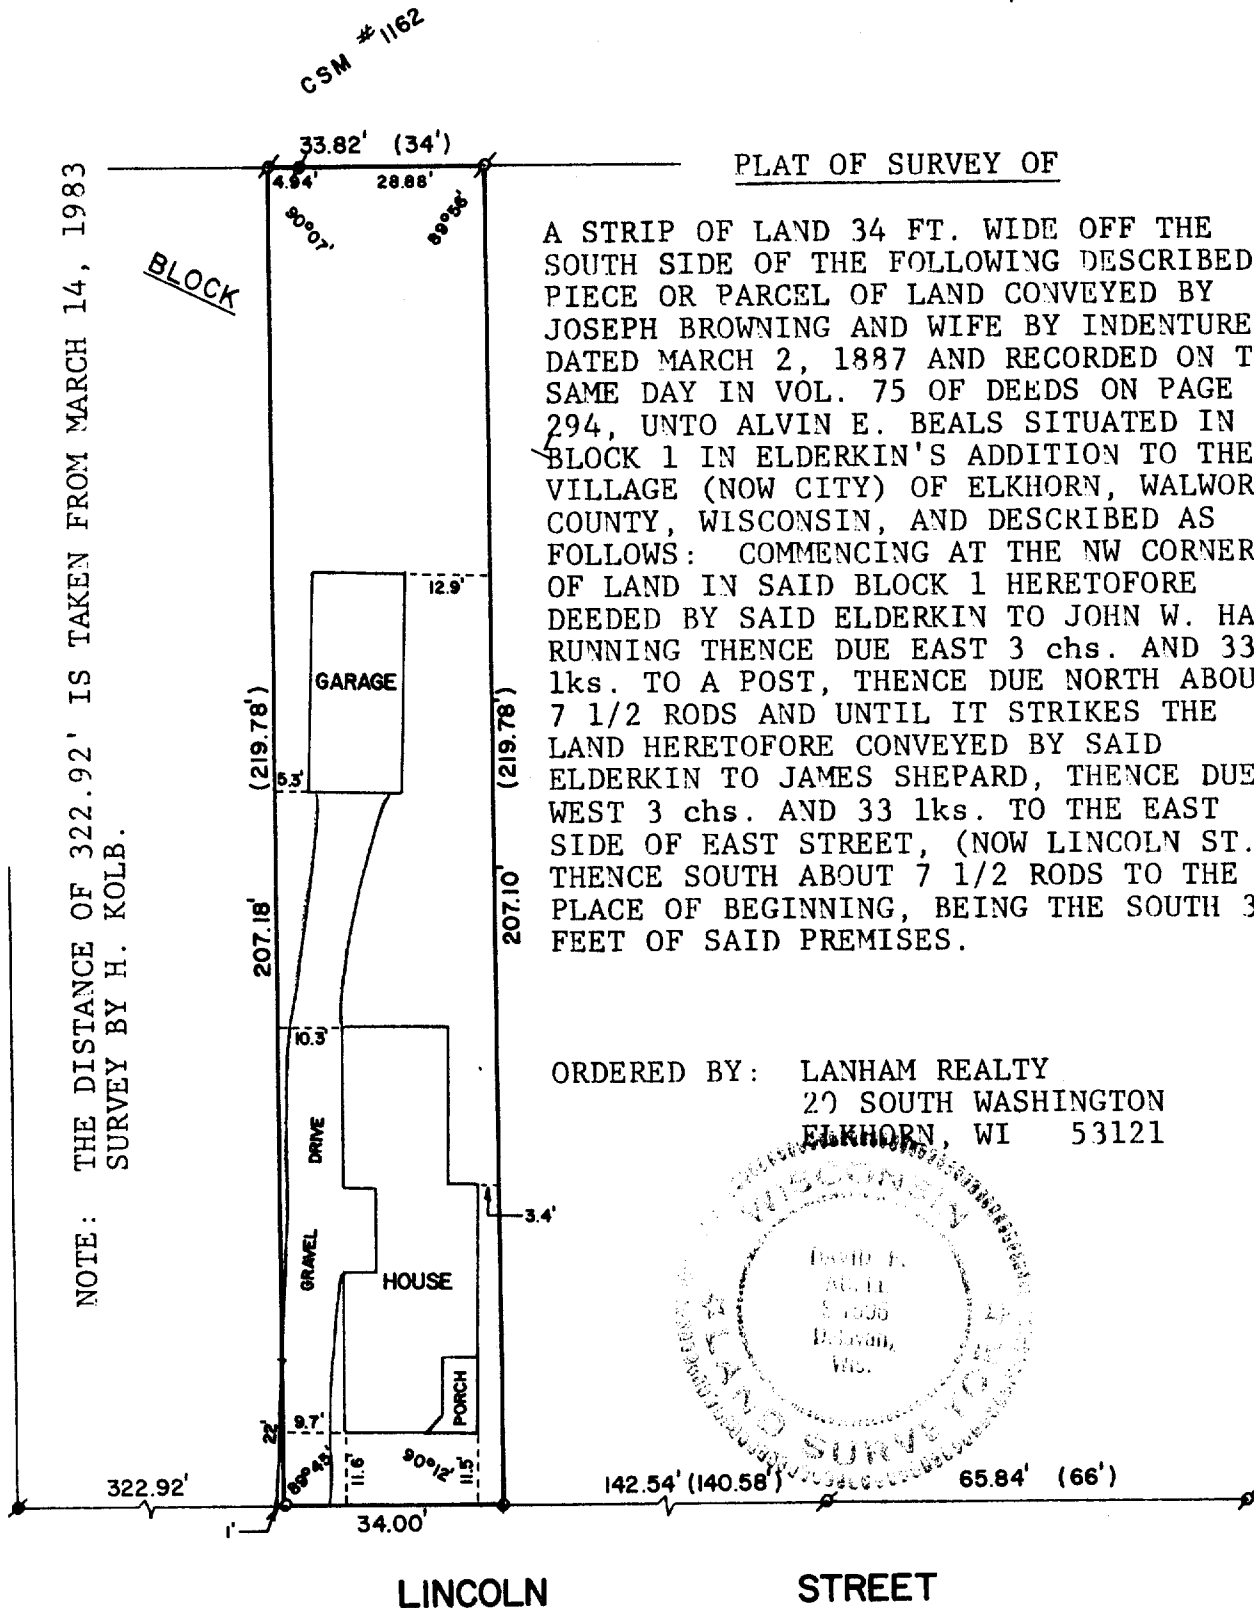 CSM #1162
33.82' (34')
4.94' 28.88'
90°07' 89°56'
BLOCK
NOTE: THE DISTANCE OF 322.92' IS TAKEN FROM MARCH 14, 1983
SURVEY BY H. KOLB.
PLAT OF SURVEY OF
A STRIP OF LAND 34 FT. WIDE OFF THE
SOUTH SIDE OF THE FOLLOWING DESCRIBED
PIECE OR PARCEL OF LAND CONVEYED BY
JOSEPH BROWNING AND WIFE BY INDENTURE
DATED MARCH 2, 1887 AND RECORDED ON T
SAME DAY IN VOL. 75 OF DEEDS ON PAGE
294, UNTO ALVIN E. BEALS SITUATED IN
BLOCK 1 IN ELDERKIN'S ADDITION TO THE
VILLAGE (NOW CITY) OF ELKHORN, WALWOR
COUNTY, WISCONSIN, AND DESCRIBED AS
FOLLOWS: COMMENCING AT THE NW CORNER
OF LAND IN SAID BLOCK 1 HERETOFORE
DEEDED BY SAID ELDERKIN TO JOHN W. HA
RUNNING THENCE DUE EAST 3 chs. AND 33
lks. TO A POST, THENCE DUE NORTH ABOU
7 1/2 RODS AND UNTIL IT STRIKES THE
LAND HERETOFORE CONVEYED BY SAID
ELDERKIN TO JAMES SHEPARD, THENCE DUE
WEST 3 chs. AND 33 lks. TO THE EAST
SIDE OF EAST STREET, (NOW LINCOLN ST.
THENCE SOUTH ABOUT 7 1/2 RODS TO THE
PLACE OF BEGINNING, BEING THE SOUTH 3
FEET OF SAID PREMISES.
12.9'
GARAGE
(219.78')
(219.78')
5.3'
207.18'
207.10'
10.3'
GRAVEL DRIVE
3.4'
HOUSE
PORCH
22'
9.7'
89°45'
11.6'
90°12'
11.5'
ORDERED BY: LANHAM REALTY
20 SOUTH WASHINGTON
ELKHORN, WI 53121
WISCONSIN
Wis.
LAND SURVEYOR
322.92'
1'
34.00'
142.54' (140.58')
65.84' (66')
LINCOLN STREET